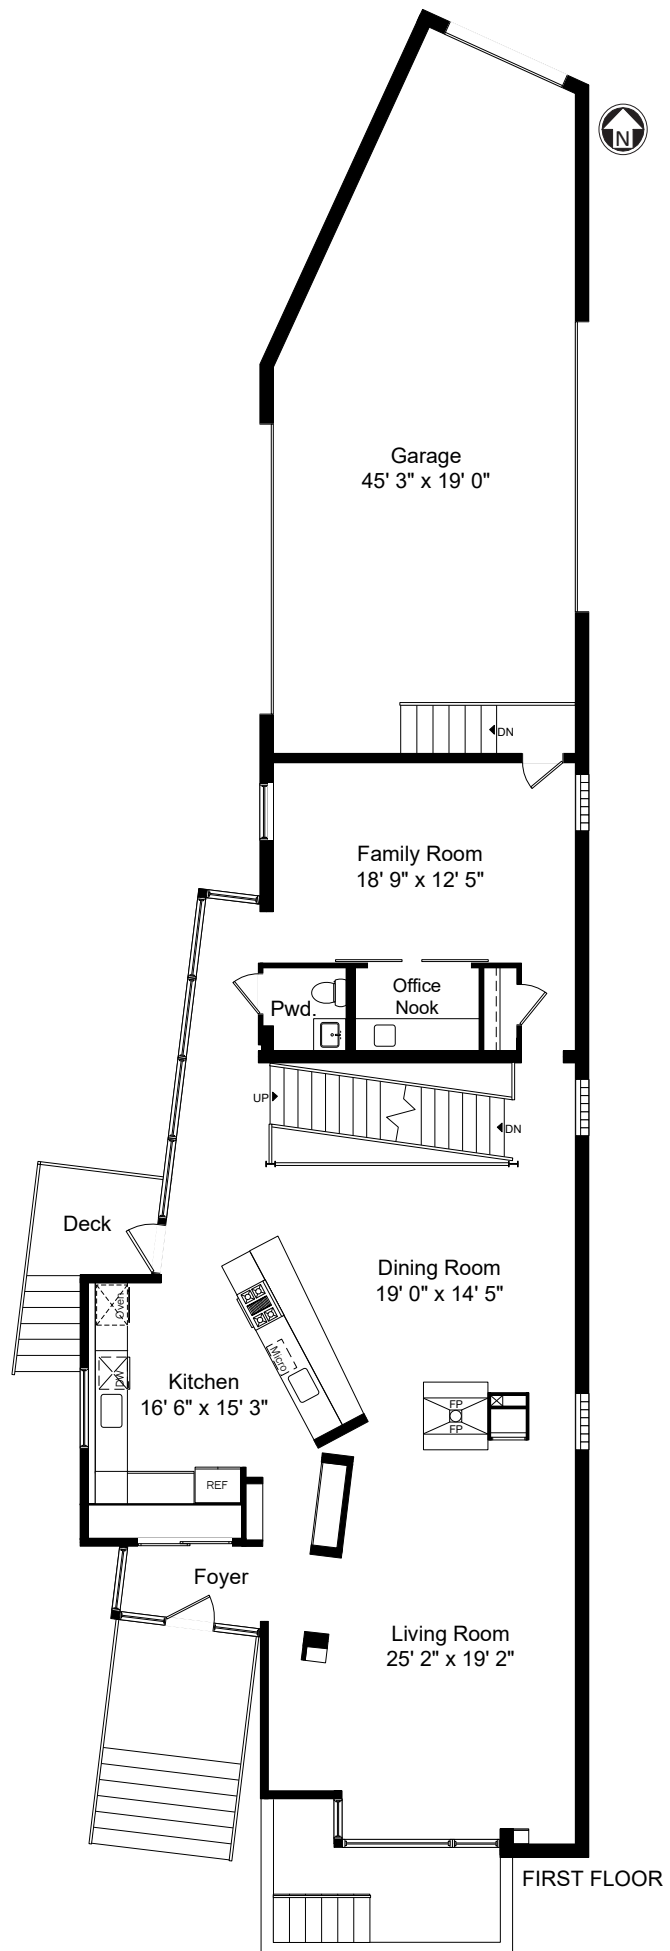 N
Garage
45' 3" x 19' 0"
DN
Family Room
18' 9" x 12' 5"
Office
Nook
Pwd.
UP
DN
Deck
Dining Room
19' 0" x 14' 5"
Oven
Micro
DW
Kitchen
16' 6" x 15' 3"
FP
FP
REF
Foyer
Living Room
25' 2" x 19' 2"
FIRST FLOOR